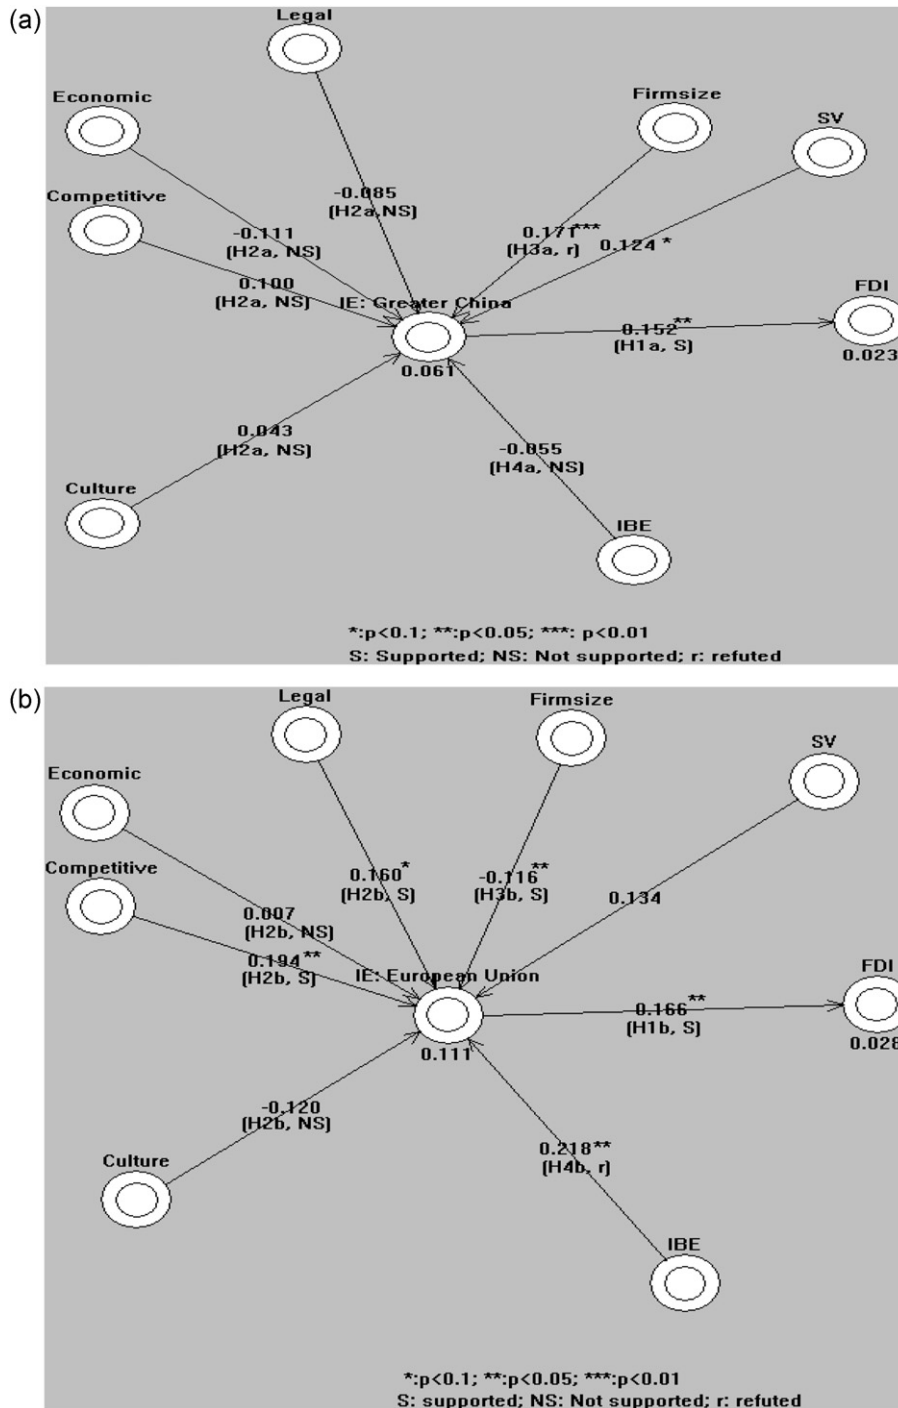 (a)
Legal
Economic
Firmsize
SV
Competitive
-0.085
(H2a,NS)
-0.111
(H2a, NS)
0.171***
(H3a, r)
0.124 *
0.100
(H2a, NS)
IE: Greater China
FDI
0.152**
(H1a, S)
0.023
0.061
0.043
(H2a, NS)
-0.055
(H4a, NS)
Culture
IBE
*:p<0.1; **:p<0.05; ***: p<0.01
S: Supported; NS: Not supported; r: refuted
(b)
Legal
Firmsize
SV
Economic
Competitive
0.160*
(H2b, S)
-0.116**
(H3b, S)
0.134
0.007
(H2b, NS)
0.194**
(H2b, S)
IE: European Union
FDI
0.166**
(H1b, S)
0.028
0.111
-0.120
(H2b, NS)
0.218**
(H4b, r)
Culture
IBE
*:p<0.1; **:p<0.05; ***:p<0.01
S: supported; NS: Not supported; r: refuted